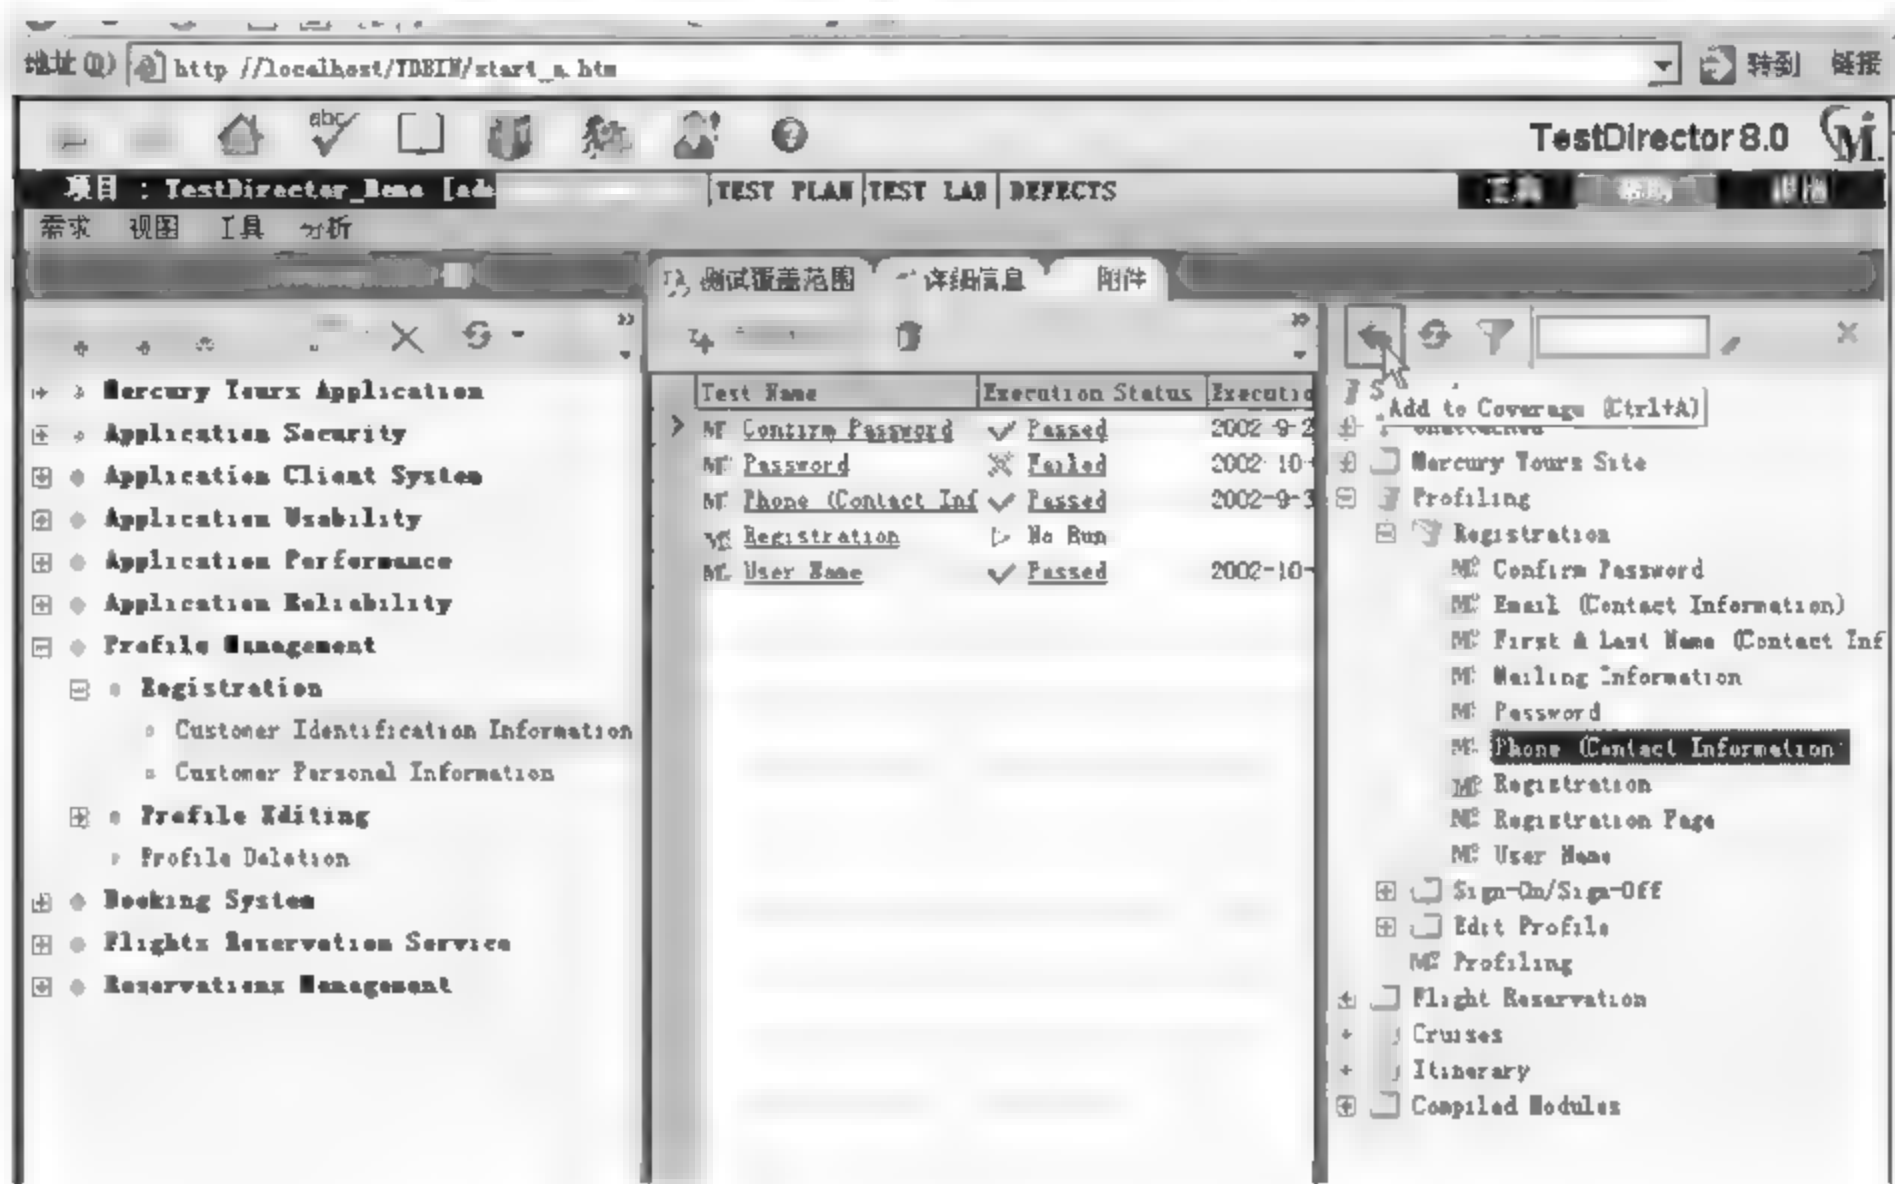 地址(D) http //localhost/TDBIN/start_a.htm 转到 链接
abc TestDirector 8.0
项目 : TestDirector_Demo TEST PLAN TEST LAB DEFECTS 工具 帮助
需求 视图 工具 分析
测试覆盖范围 详细信息 附件
Test Name Execution Status Executio
Add to Coverage (Ctrl+A)
Confirm Password Passed 2002-9-2
Password Failed 2002-10-
Phone (Contact Inf Passed 2002-9-3
Registration No Run
User Name Passed 2002-10-
Mercury Tours Application
Application Security
Application Client System
Application Usability
Application Performance
Application Reliability
Profile Management
Registration
Customer Identification Information
Customer Personal Information
Profile Editing
Profile Deletion
Booking System
Flights Reservation Service
Reservations Management
Unattached
Mercury Tours Site
Profiling
Registration
Confirm Password
Email (Contact Information)
First & Last Name (Contact Inf
Mailing Information
Password
Phone (Contact Information
Registration
Registration Page
User Name
Sign-On/Sign-Off
Edit Profile
Profiling
Flight Reservation
Cruises
Itinerary
Compiled Modules